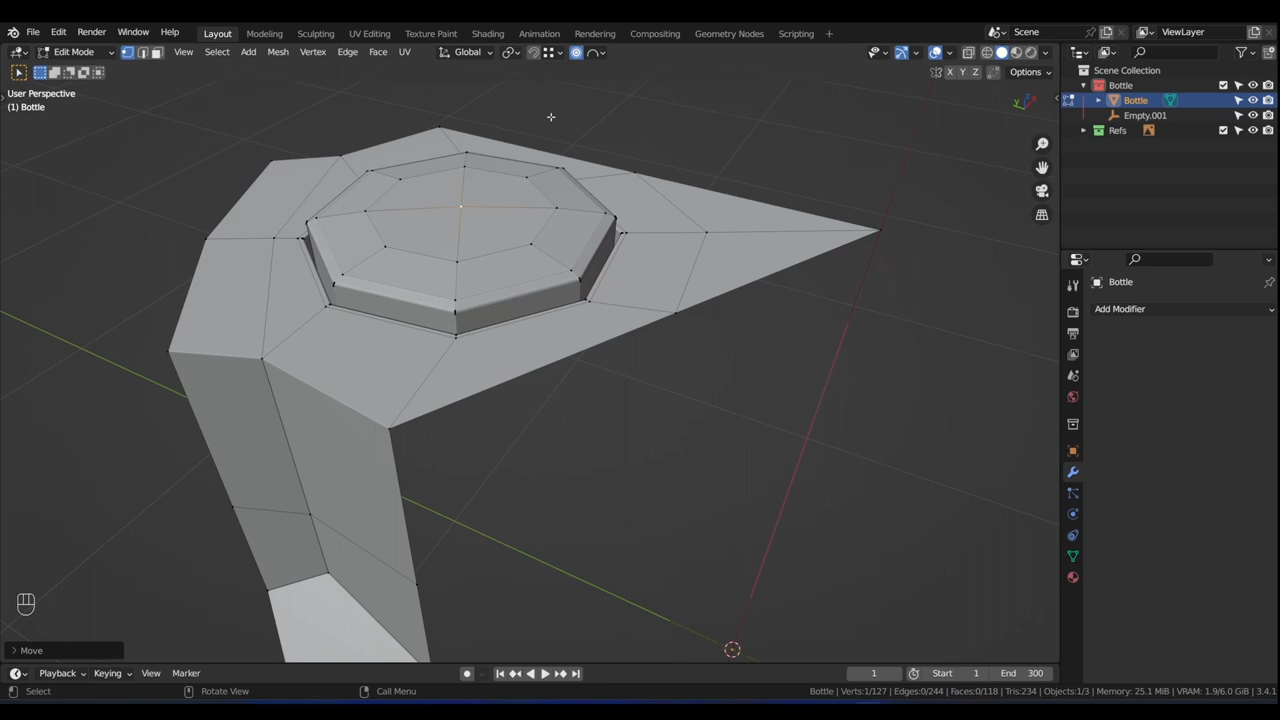 File Edit Render Window Help Layout Modeling Sculpting UV Editing Texture Paint Shading Animation Rendering Compositing Geometry Nodes Scripting + Scene ViewLayer
Edit Mode View Select Add Mesh Vertex Edge Face UV Global
X Y Z Options
User Perspective
(1) Bottle
Scene Collection
Bottle
Bottle
Empty.001
Refs
Bottle
Add Modifier
Move
Playback Keying View Marker 1 Start 1 End 300
Select Rotate View Call Menu Bottle | Verts:1/127 | Edges:0/244 | Faces:0/118 | Tris:234 | Objects:1/3 | Memory: 25.1 MiB | VRAM: 1.9/6.0 GiB | 3.4.1